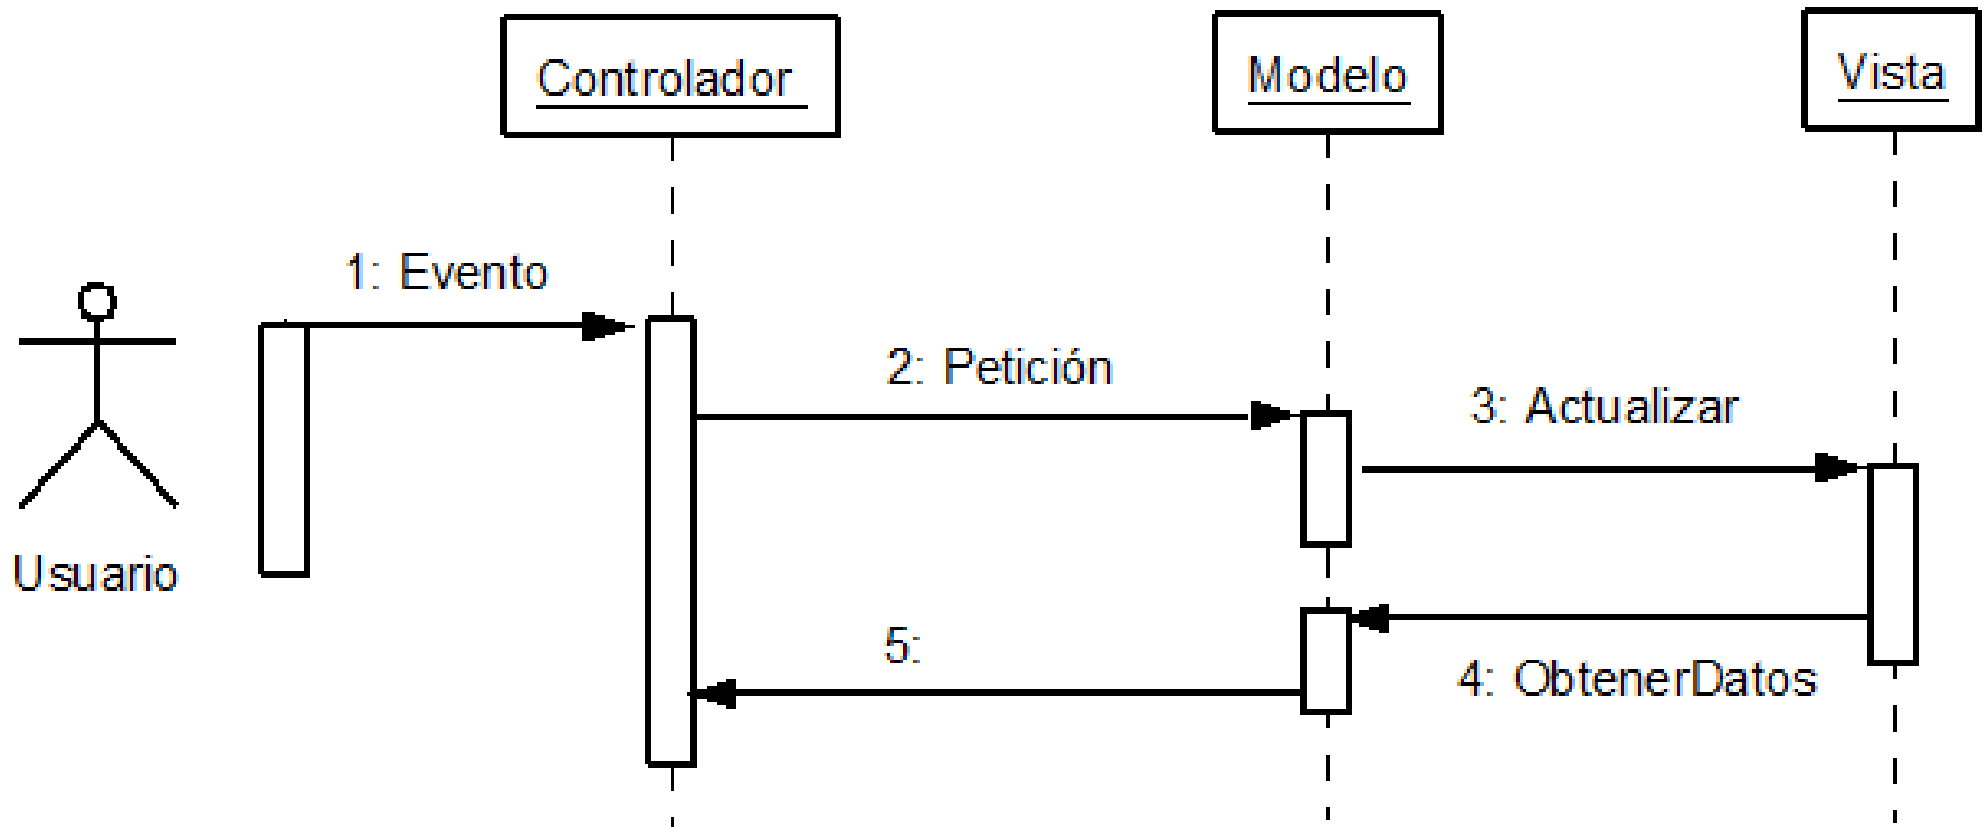 Controlador
Modelo
Vista
1: Evento
2: Petición
3: Actualizar
Usuario
5:
4: ObtenerDatos